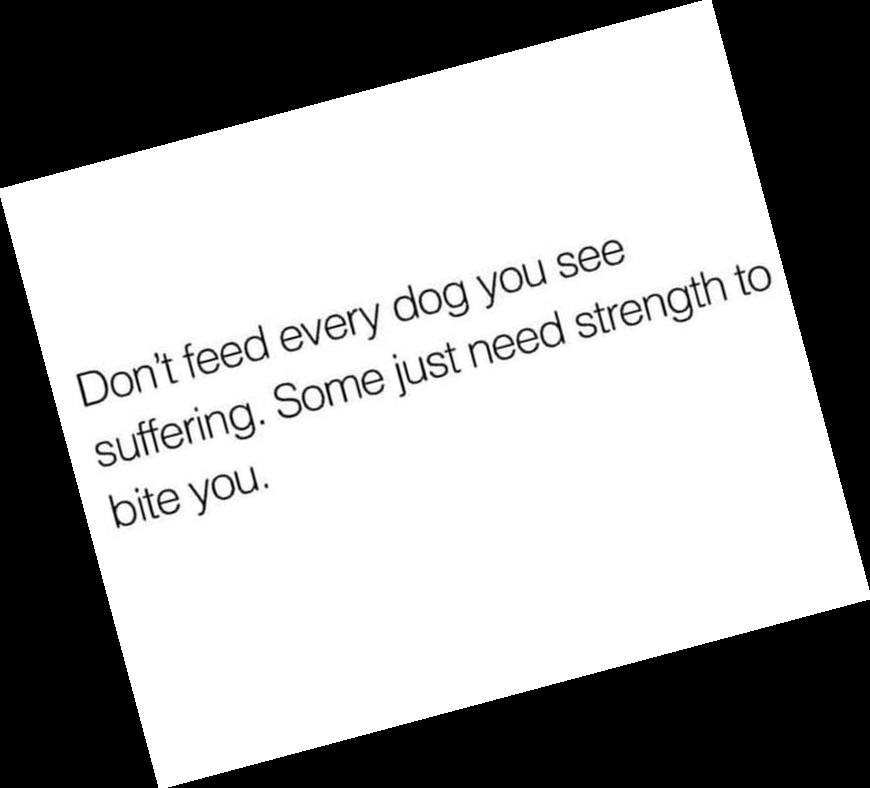 Don't feed every dog you see
suffering. Some just need strength to
bite you.